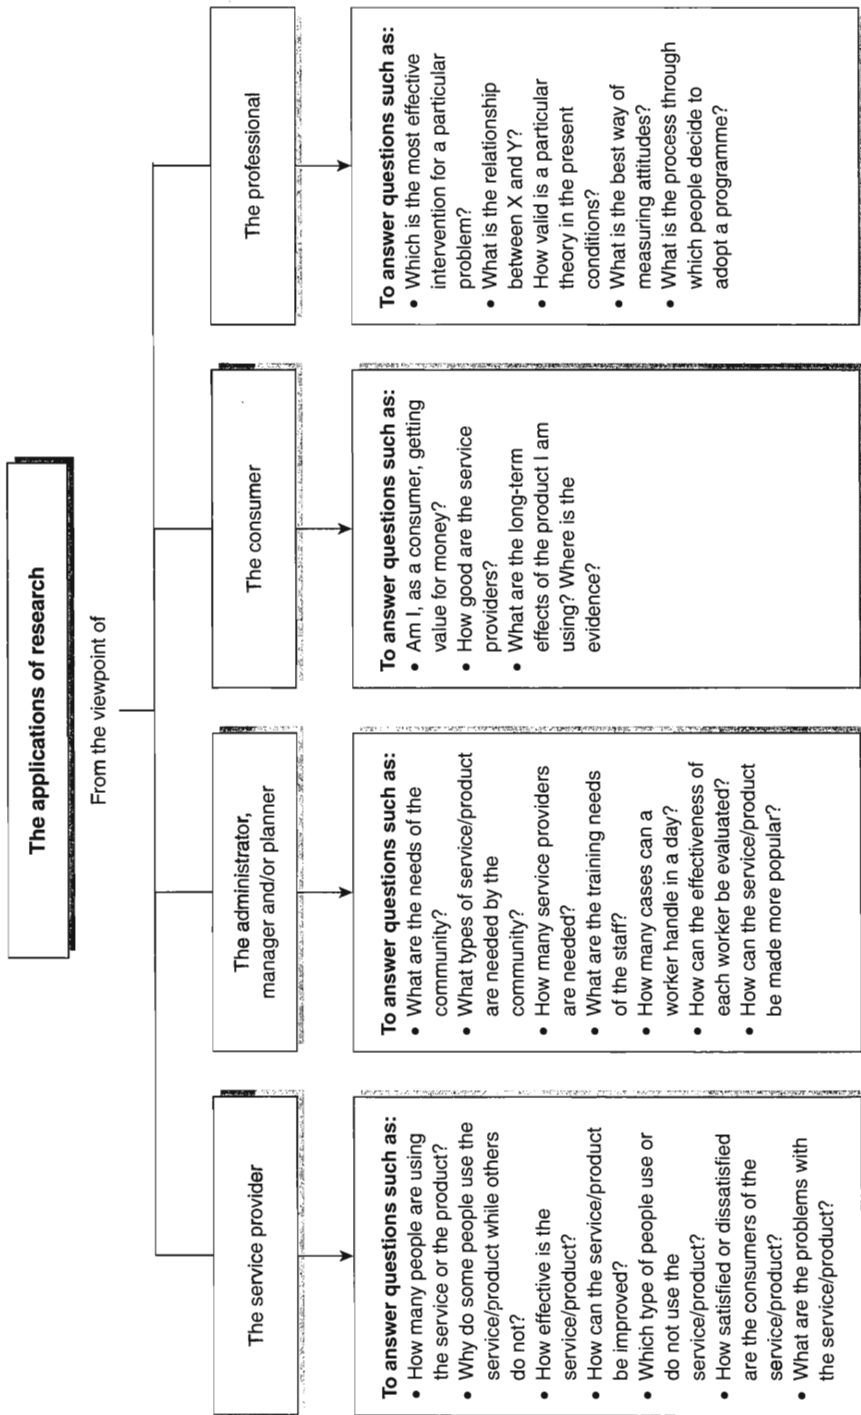 The applications of research
From the viewpoint of
The service provider
To answer questions such as:
• How many people are using
the service or the product?
• Why do some people use the
service/product while others
do not?
• How effective is the
service/product?
• How can the service/product
be improved?
• Which type of people use or
do not use the
service/product?
• How satisfied or dissatisfied
are the consumers of the
service/product?
• What are the problems with
the service/product?
The administrator,
manager and/or planner
To answer questions such as:
• What are the needs of the
community?
• What types of service/product
are needed by the
community?
• How many service providers
are needed?
• What are the training needs
of the staff?
• How many cases can a
worker handle in a day?
• How can the effectiveness of
each worker be evaluated?
• How can the service/product
be made more popular?
The consumer
To answer questions such as:
• Am I, as a consumer, getting
value for money?
• How good are the service
providers?
• What are the long-term
effects of the product I am
using? Where is the
evidence?
The professional
To answer questions such as:
• Which is the most effective
intervention for a particular
problem?
• What is the relationship
between X and Y?
• How valid is a particular
theory in the present
conditions?
• What is the best way of
measuring attitudes?
• What is the process through
which people decide to
adopt a programme?